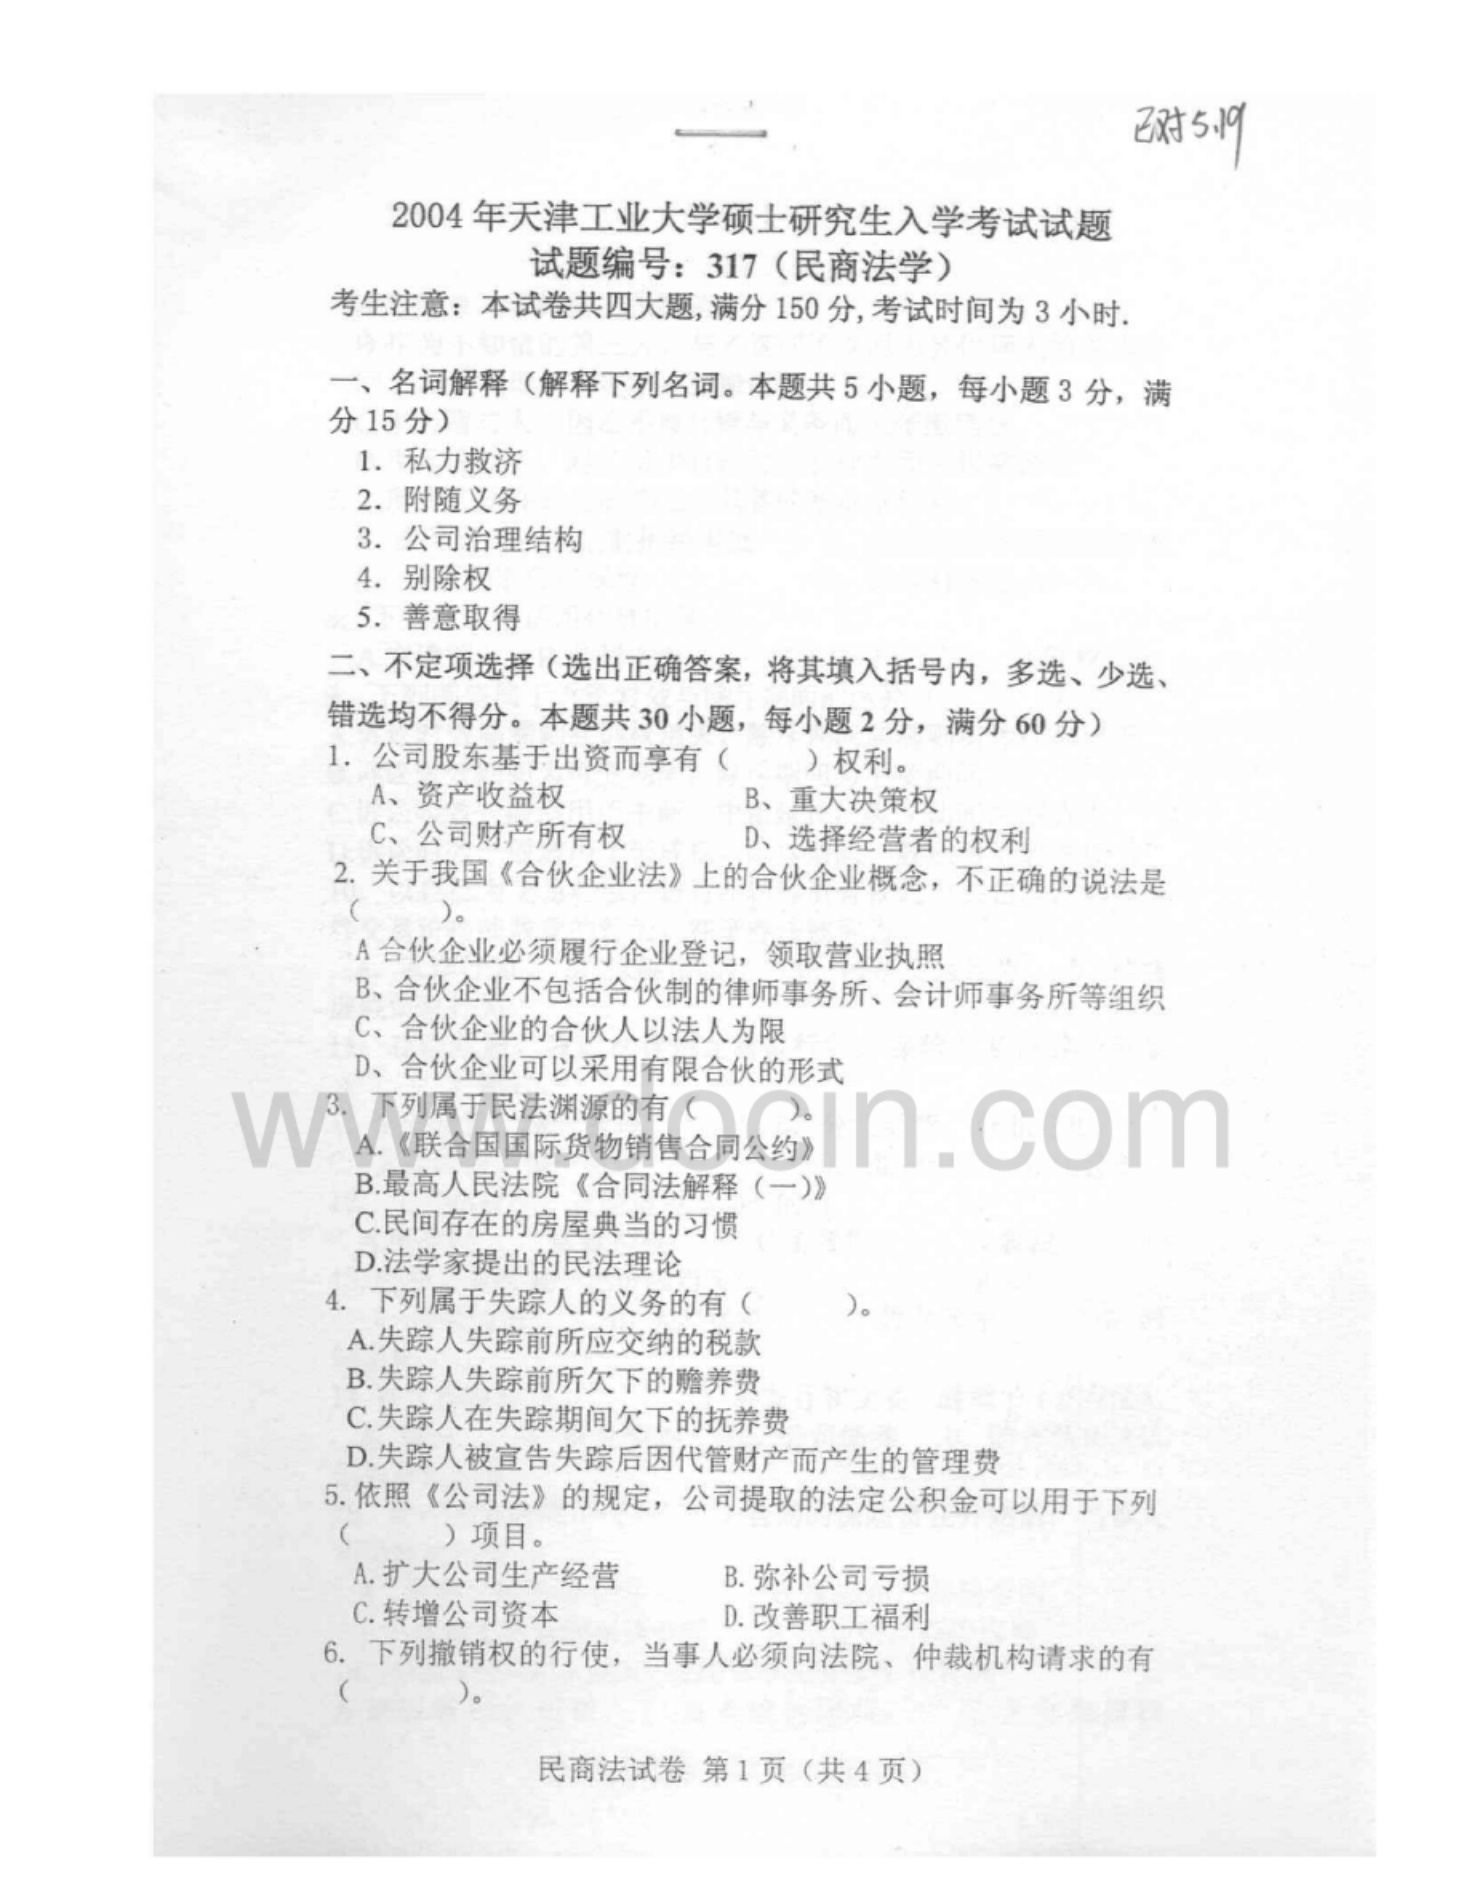 已对5.19
2004 年天津工业大学硕士研究生入学考试试题
试题编号：317（民商法学）
考生注意：本试卷共四大题,满分 150 分,考试时间为 3 小时.
一、名词解释（解释下列名词。本题共 5 小题，每小题 3 分，满
分 15 分）
1．私力救济
2．附随义务
3．公司治理结构
4．别除权
5．善意取得
二、不定项选择（选出正确答案，将其填入括号内，多选、少选、
错选均不得分。本题共 30 小题，每小题 2 分，满分 60 分）
1．公司股东基于出资而享有（　　）权利。
A、资产收益权　　B、重大决策权
C、公司财产所有权　　D、选择经营者的权利
2. 关于我国《合伙企业法》上的合伙企业概念，不正确的说法是
（　　）。
A 合伙企业必须履行企业登记，领取营业执照
B、合伙企业不包括合伙制的律师事务所、会计师事务所等组织
C、合伙企业的合伙人以法人为限
D、合伙企业可以采用有限合伙的形式
www.docin.com
3. 下列属于民法渊源的有（　　）。
A.《联合国国际货物销售合同公约》
B.最高人民法院《合同法解释（一）》
C.民间存在的房屋典当的习惯
D.法学家提出的民法理论
4. 下列属于失踪人的义务的有（　　）。
A.失踪人失踪前所应交纳的税款
B.失踪人失踪前所欠下的赡养费
C.失踪人在失踪期间欠下的抚养费
D.失踪人被宣告失踪后因代管财产而产生的管理费
5.依照《公司法》的规定，公司提取的法定公积金可以用于下列
（　　）项目。
A.扩大公司生产经营　　B.弥补公司亏损
C.转增公司资本　　D.改善职工福利
6. 下列撤销权的行使，当事人必须向法院、仲裁机构请求的有
（　　）。
民商法试卷 第 1 页（共 4 页）